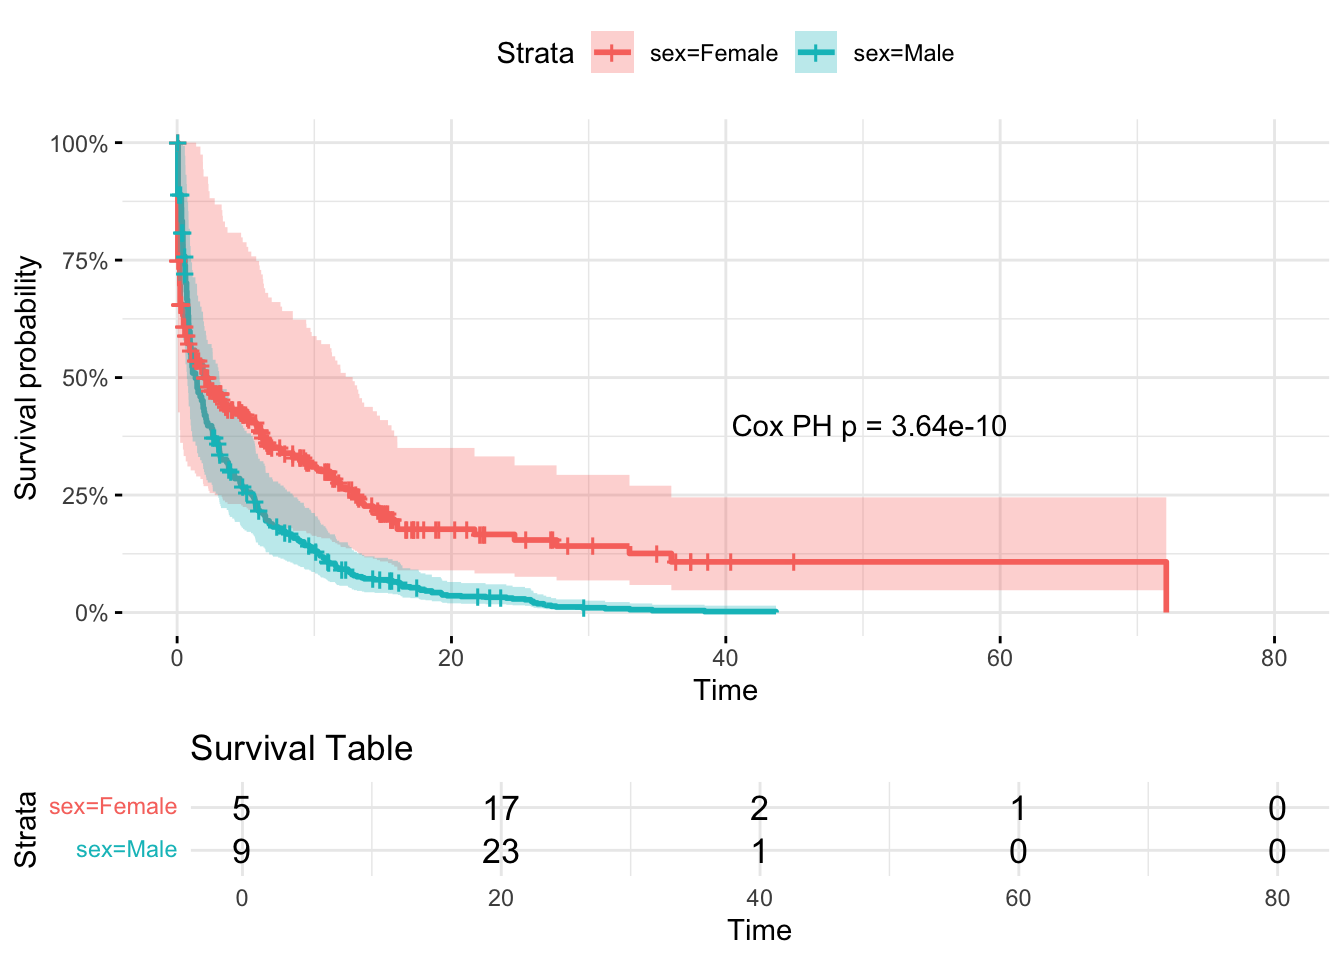 Strata sex=Female sex=Male
100%
75%
50%
25%
0%
Survival probability
Cox PH p = 3.64e-10
0 20 40 60 80
Time
Survival Table
Strata
sex=Female 5 17 2 1 0
sex=Male 9 23 1 0 0
0 20 40 60 80
Time